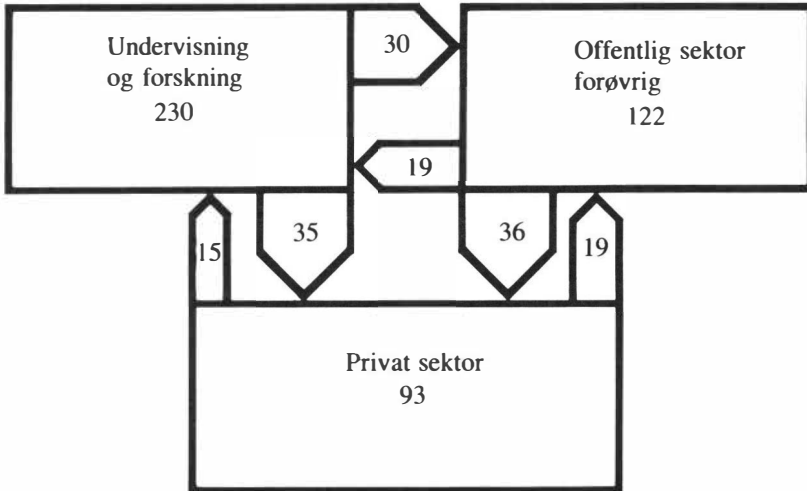 Undervisning
og forskning
230
30
Offentlig sektor
forøvrig
122
19
15
35
36
19
Privat sektor
93